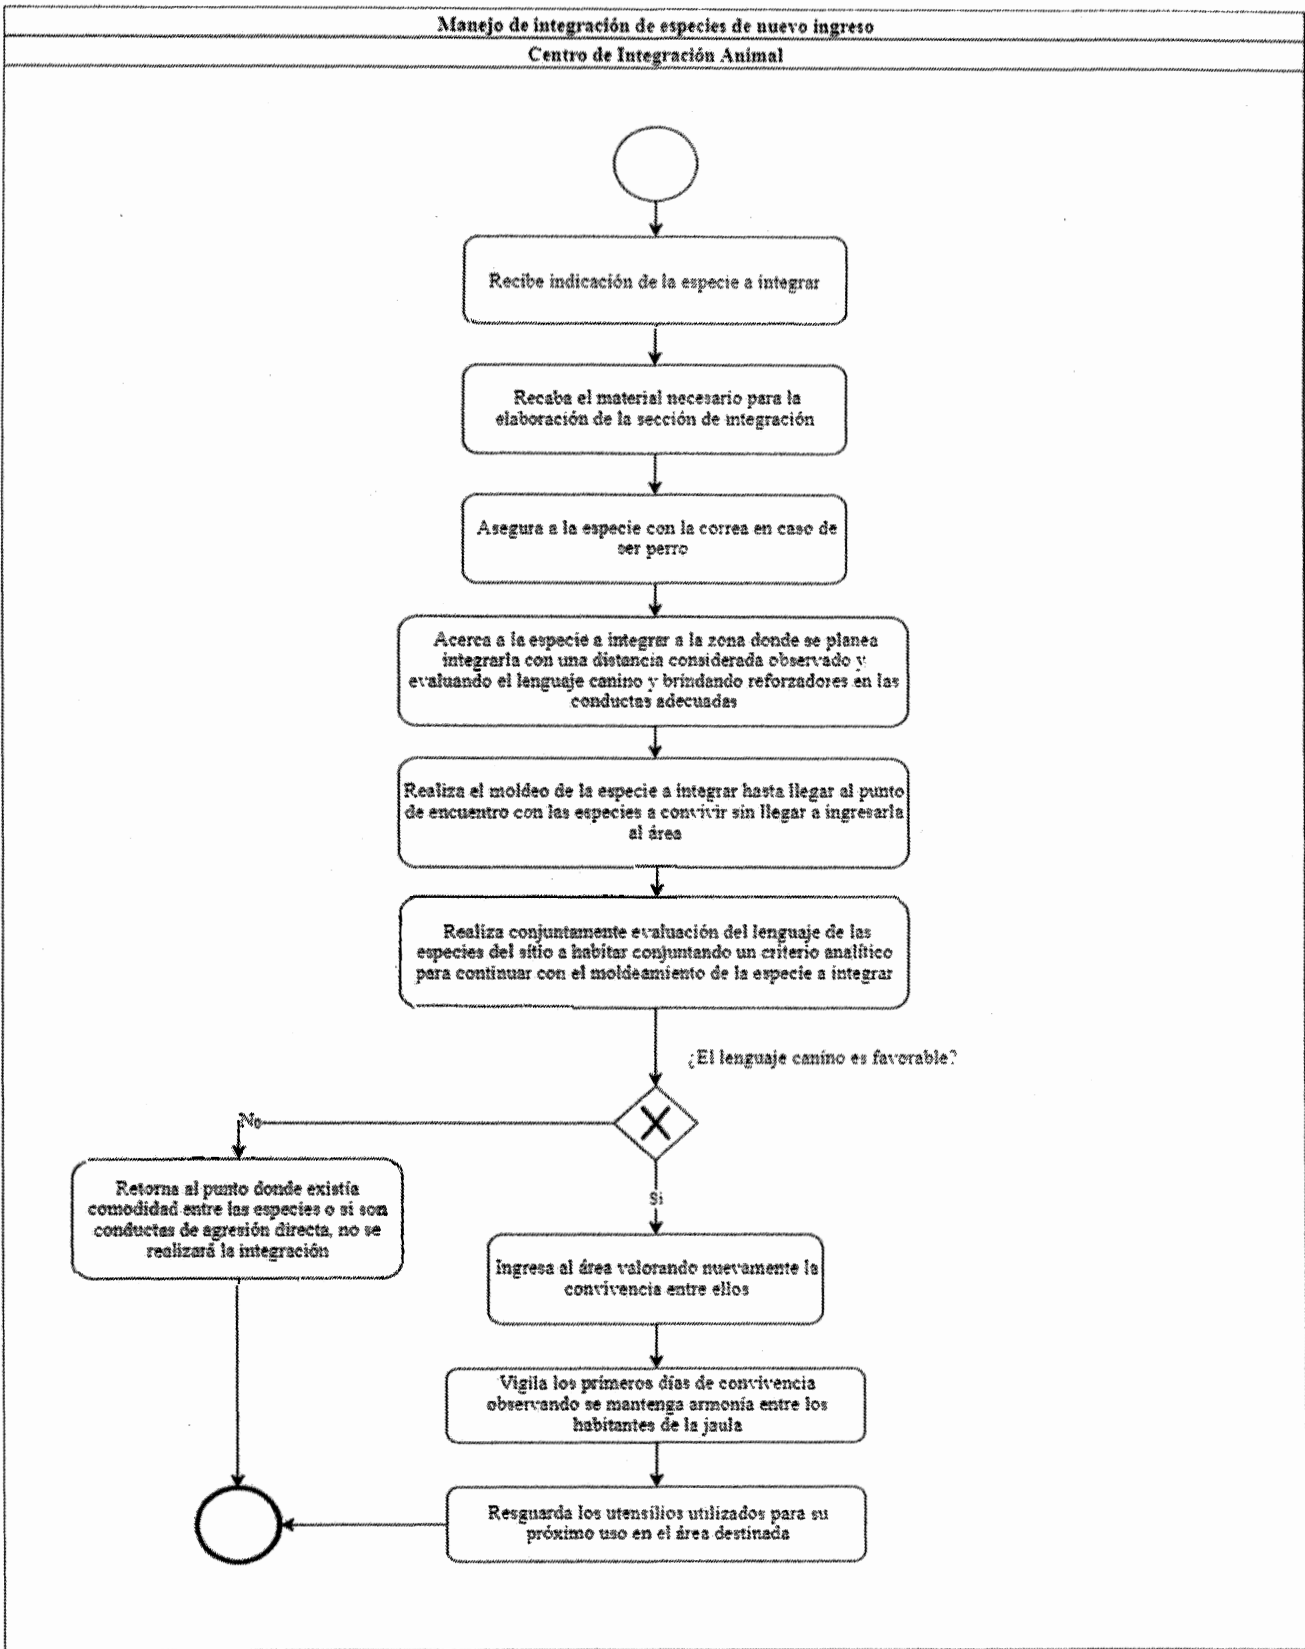 Manejo de integración de especies de nuevo ingreso
Centro de Integración Animal
Recibe indicación de la especie a integrar
Recaba el material necesario para la
elaboración de la sección de integración
Asegura a la especie con la correa en caso de
ser perro
Acerca a la especie a integrar a la zona donde se planea
integrarla con una distancia considerada observado y
evaluando el lenguaje canino y brindando reforzadores en las
conductas adecuadas
Realiza el moldeo de la especie a integrar hasta llegar al punto
de encuentro con las especies a convivir sin llegar a ingresarla
al área
Realiza conjuntamente evaluación del lenguaje de las
especies del sitio a habitar conjuntando un criterio analítico
para continuar con el moldeamiento de la especie a integrar
¿El lenguaje canino es favorable?
No
Retorna al punto donde existía
comodidad entre las especies o si son
conductas de agresión directa, no se
realizará la integración
Si
Ingresa al área valorando nuevamente la
convivencia entre ellos
Vigila los primeros días de convivencia
observando se mantenga armonía entre los
habitantes de la jaula
Resguarda los utensilios utilizados para su
próximo uso en el área destinada